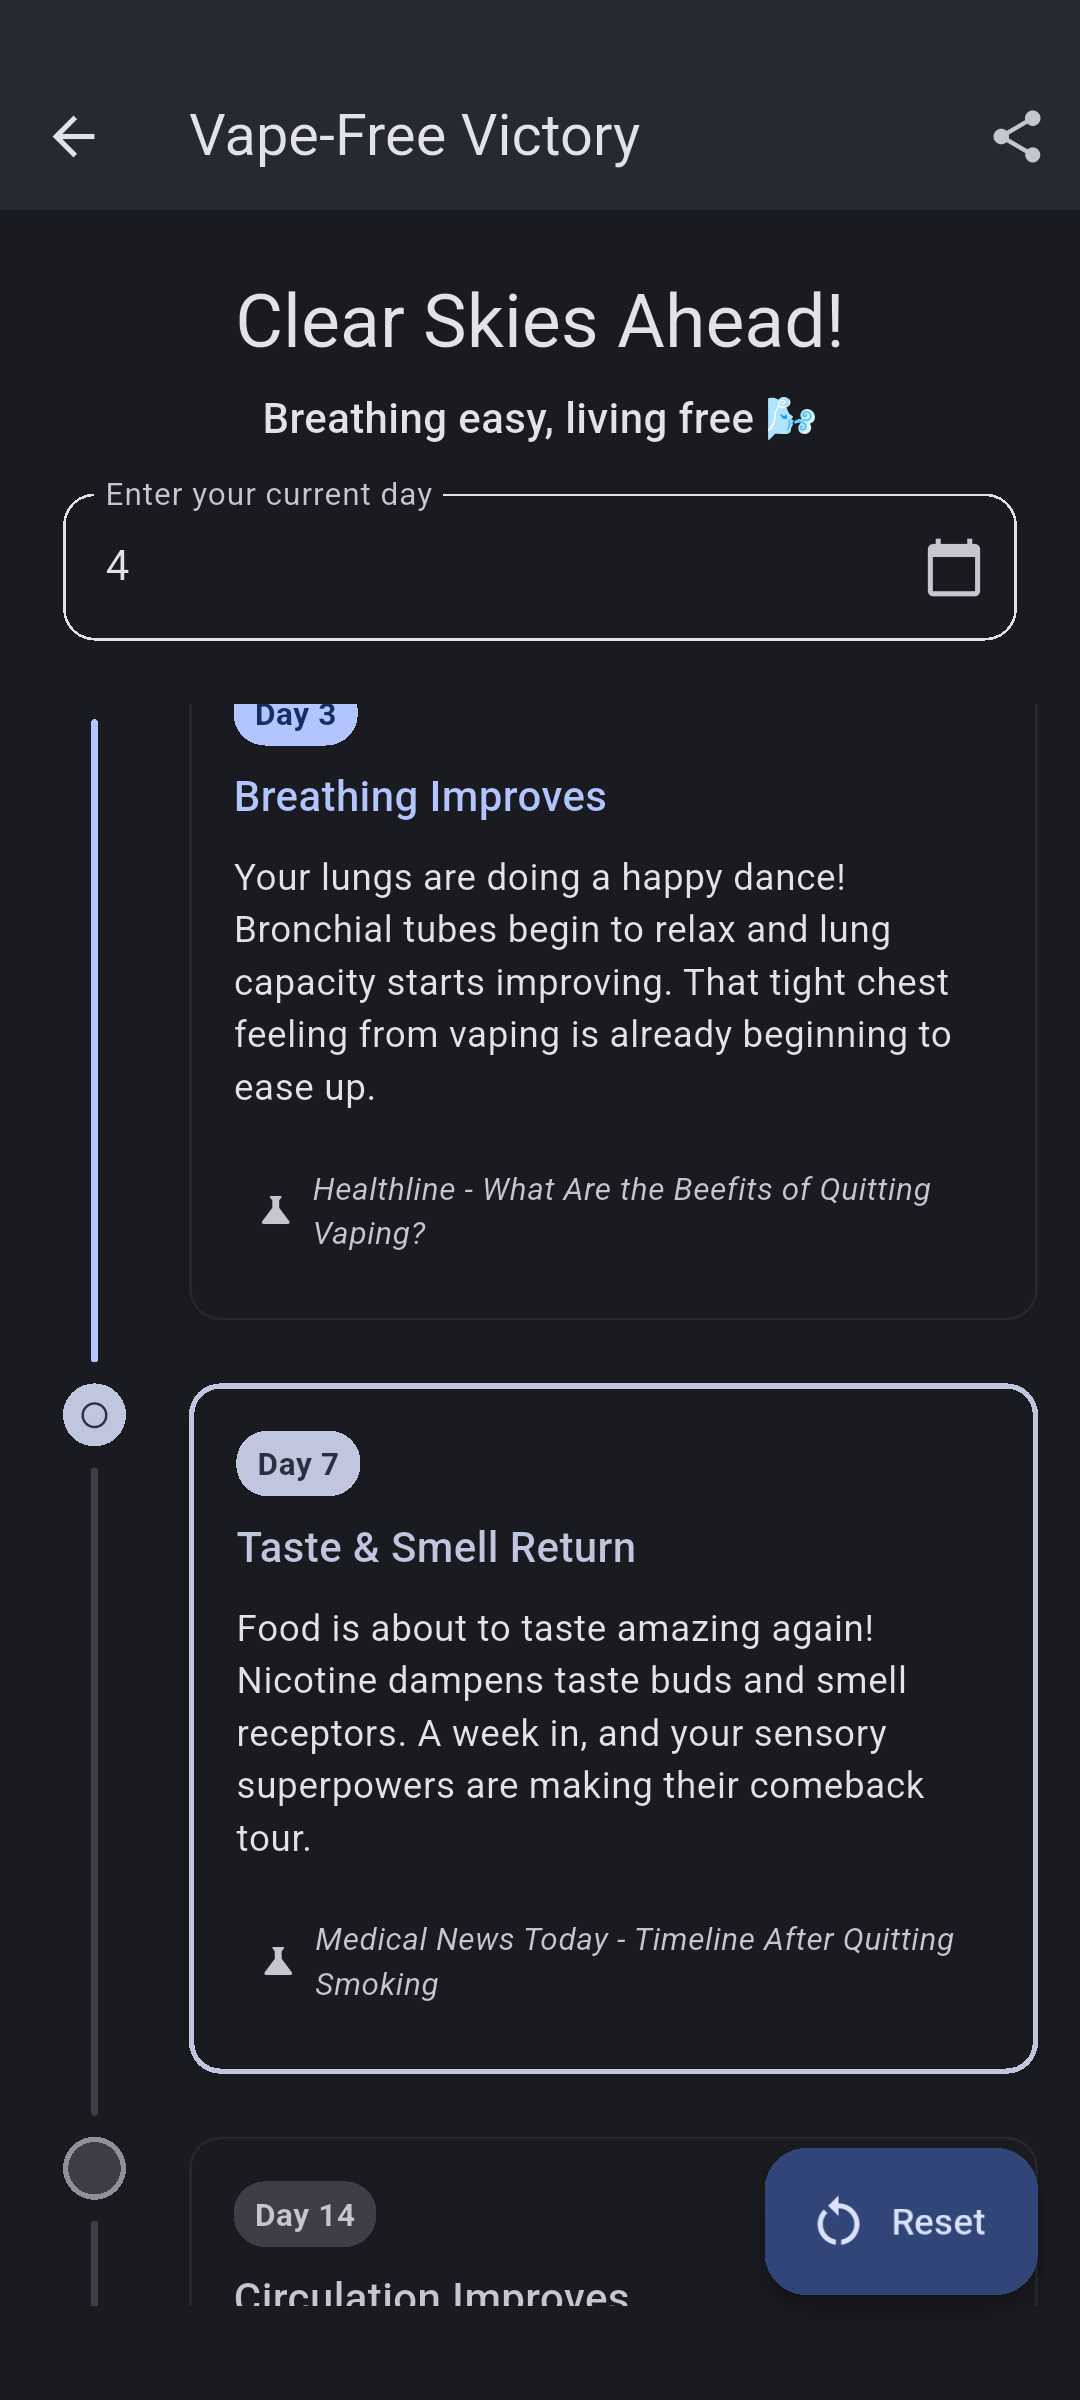 Vape-Free Victory
Clear Skies Ahead!
Breathing easy, living free 🌬️
Enter your current day
4
Day 3
Breathing Improves
Your lungs are doing a happy dance!
Bronchial tubes begin to relax and lung
capacity starts improving. That tight chest
feeling from vaping is already beginning to
ease up.
Healthline - What Are the Beefits of Quitting
Vaping?
Day 7
Taste & Smell Return
Food is about to taste amazing again!
Nicotine dampens taste buds and smell
receptors. A week in, and your sensory
superpowers are making their comeback
tour.
Medical News Today - Timeline After Quitting
Smoking
Day 14
Reset
Circulation Improves